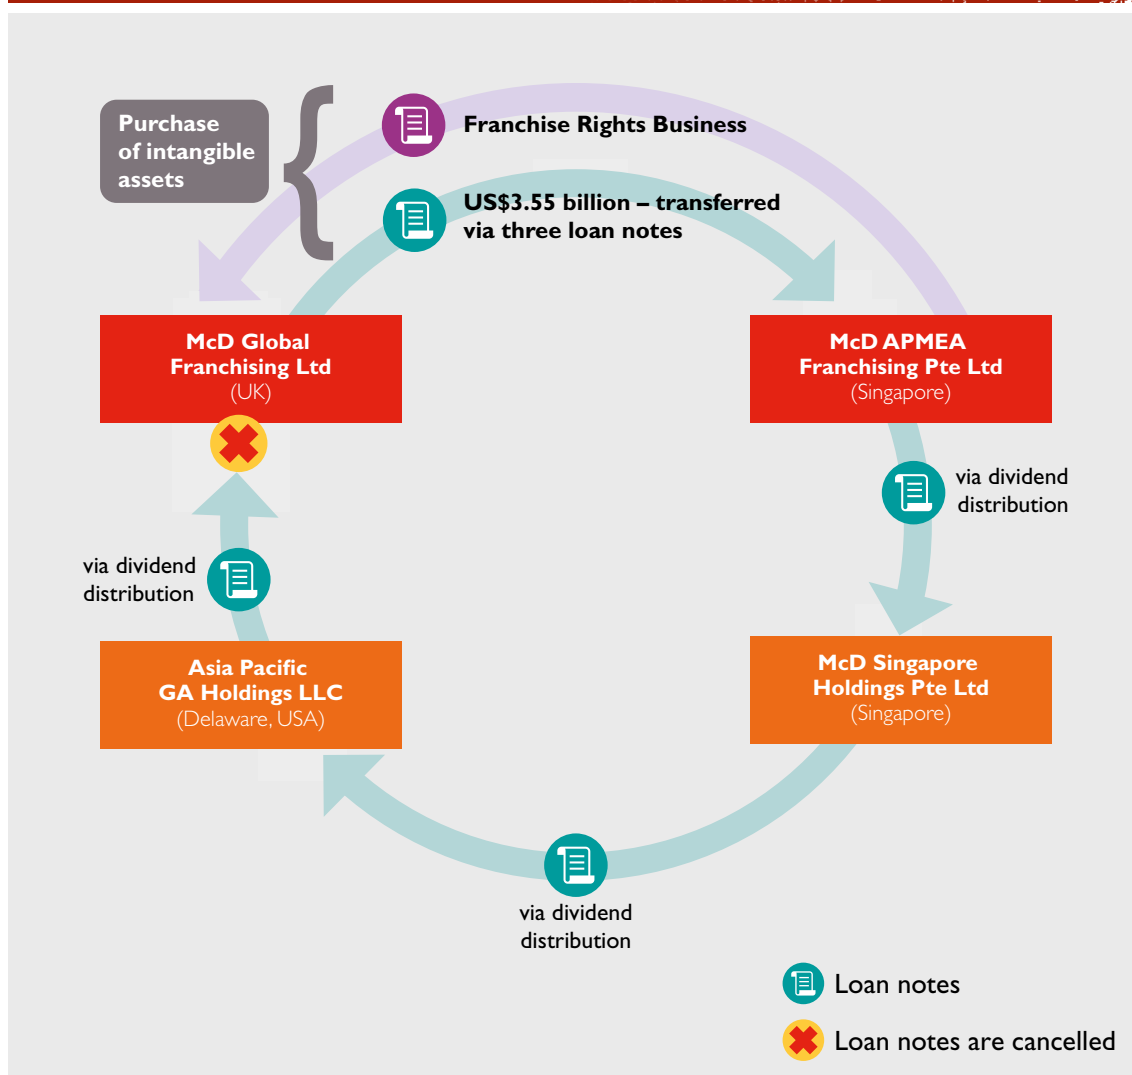 Purchase
of intangible
assets
Franchise Rights Business
US$3.55 billion – transferred
via three loan notes
McD Global
Franchising Ltd
(UK)
McD APMEA
Franchising Pte Ltd
(Singapore)
via dividend
distribution
via dividend
distribution
Asia Pacific
GA Holdings LLC
(Delaware, USA)
McD Singapore
Holdings Pte Ltd
(Singapore)
via dividend
distribution
Loan notes
Loan notes are cancelled